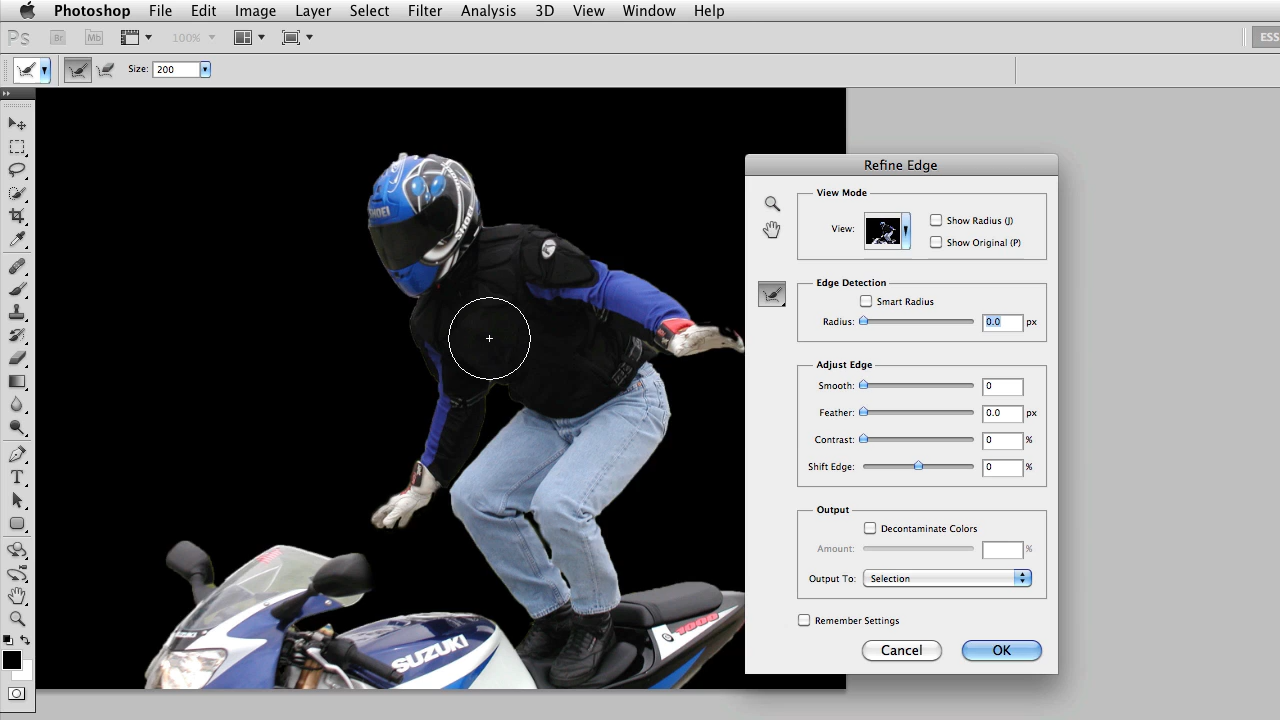 Photoshop File Edit Image Layer Select Filter Analysis 3D View Window Help
Ps Br Mb 100% ESS
Size: 200
Refine Edge
View Mode
View: Show Radius (J)
Show Original (P)
Edge Detection
Smart Radius
Radius: 0.0 px
Adjust Edge
Smooth: 0
Feather: 0.0 px
Contrast: 0 %
Shift Edge: 0 %
Output
Decontaminate Colors
Amount: %
Output To: Selection
Remember Settings
Cancel OK
SHOEI
SUZUKI
1000
SUZUKI
T